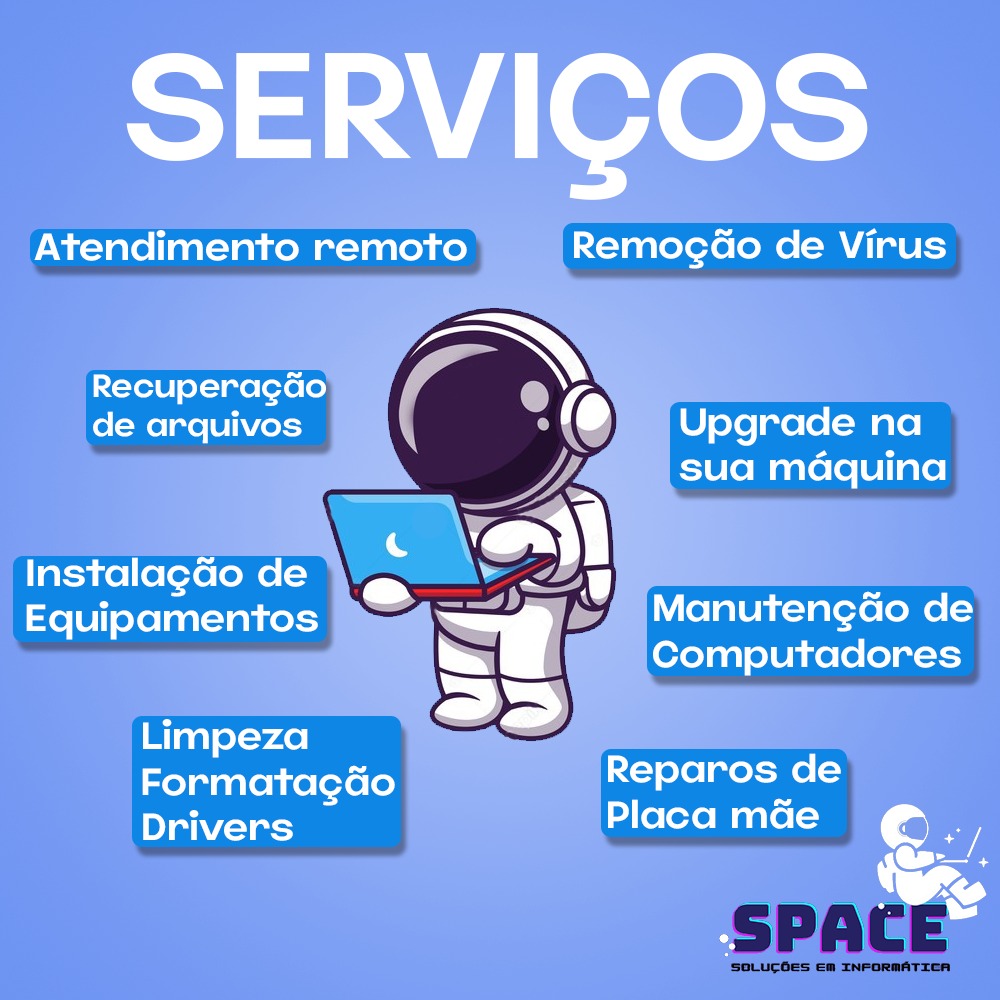 SERVIÇOS
Atendimento remoto
Remoção de Vírus
Recuperação
de arquivos
Upgrade na
sua máquina
Instalação de
Equipamentos
Manutenção de
Computadores
Limpeza
Formatação
Drivers
Reparos de
Placa mãe
SPACE
SOLUÇÕES EM INFORMÁTICA